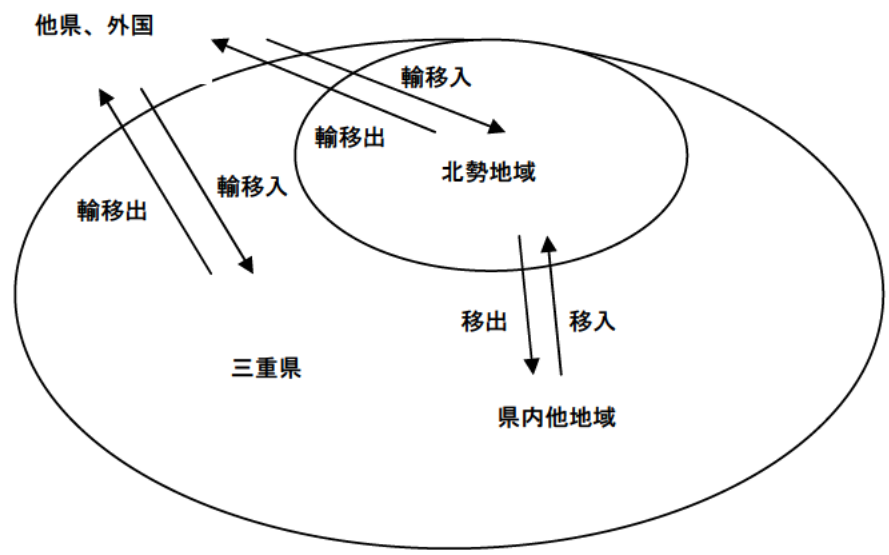 他県、外国
輸移入
輸移出
北勢地域
輸移入
輸移出
移出
移入
三重県
県内他地域